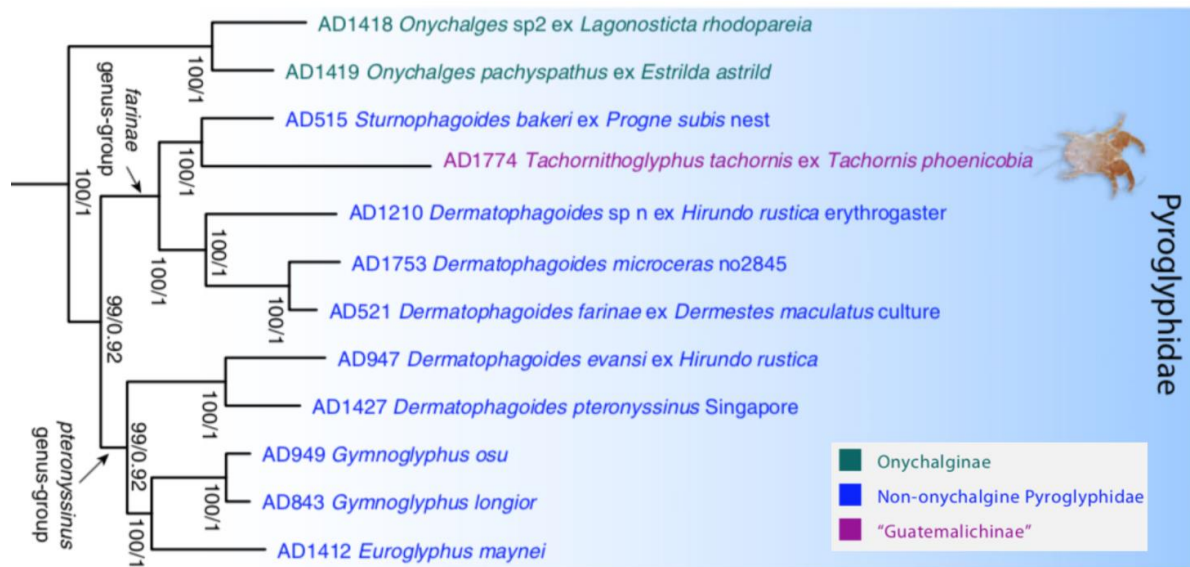 AD1418 Onychalges sp2 ex Lagonosticta rhodopareia
AD1419 Onychalges pachyspathus ex Estrilda astrild
100/1
farinae
genus-group
AD515 Sturnophagoides bakeri ex Progne subis nest
AD1774 Tachornithoglyphus tachornis ex Tachornis phoenicobia
100/1
100/1
AD1210 Dermatophagoides sp n ex Hirundo rustica erythrogaster
100/1
AD1753 Dermatophagoides microceras no2845
100/1
AD521 Dermatophagoides farinae ex Dermestes maculatus culture
100/1
99/0.92
AD947 Dermatophagoides evansi ex Hirundo rustica
AD1427 Dermatophagoides pteronyssinus Singapore
100/1
pteronyssinus
genus-group
99/0.92
AD949 Gymnoglyphus osu
AD843 Gymnoglyphus longior
100/1
AD1412 Euroglyphus maynei
100/1
Pyroglyphidae
Onychalginae
Non-onychalgine Pyroglyphidae
"Guatemalichinae"